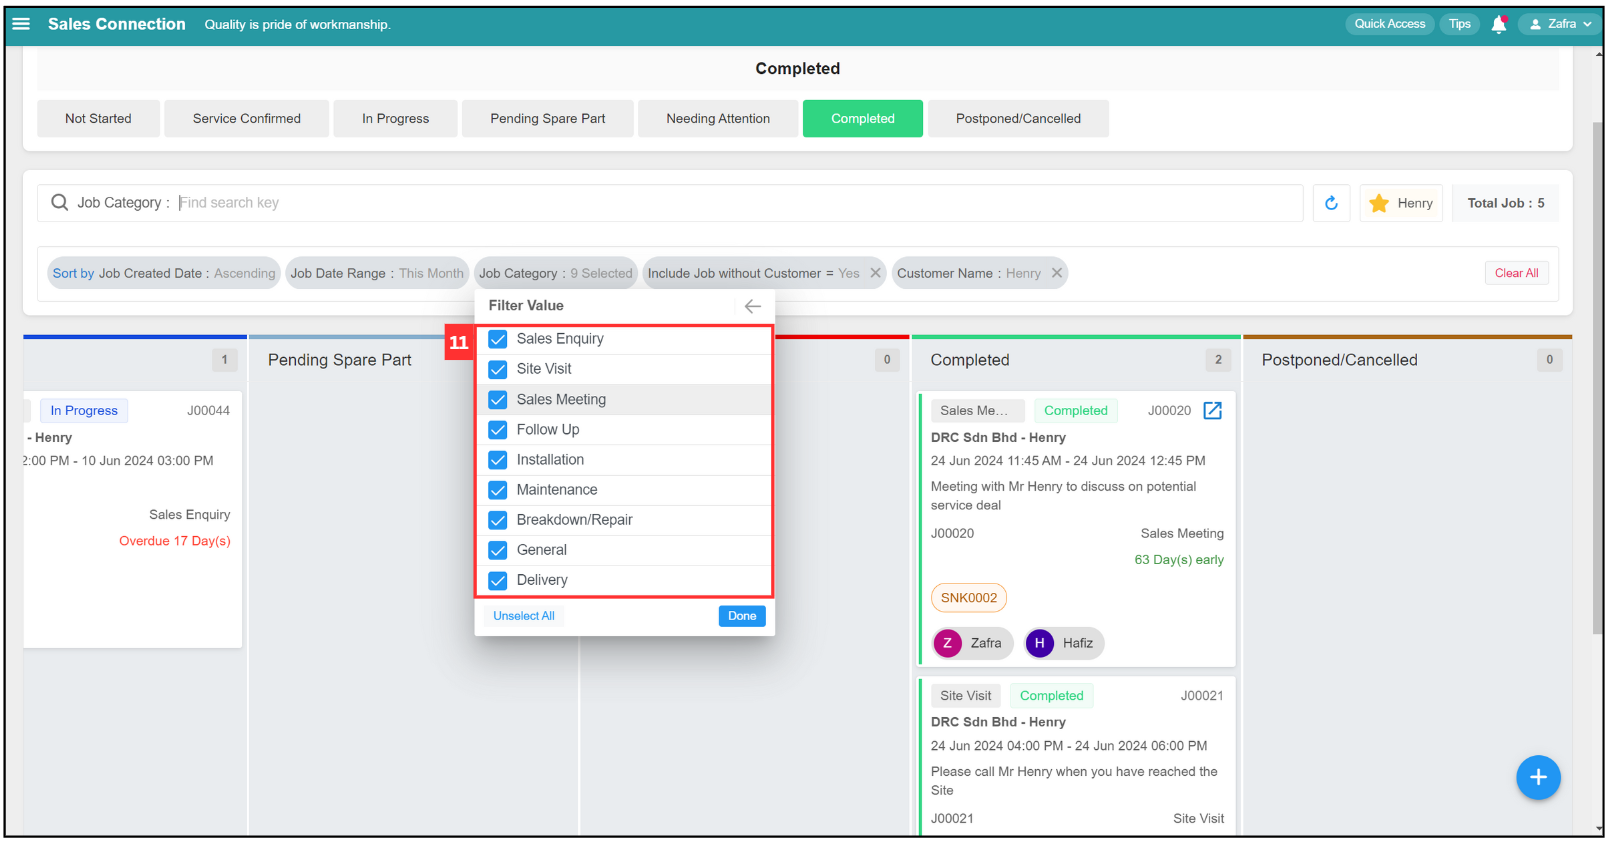 Sales Connection Quality is pride of workmanship. Quick Access Tips Zafra
Completed
Not Started Service Confirmed In Progress Pending Spare Part Needing Attention Completed Postponed/Cancelled
Job Category : Find search key Henry Total Job : 5
Sort by Job Created Date : Ascending Job Date Range : This Month Job Category : 9 Selected Include Job without Customer = Yes Customer Name : Henry Clear All
Filter Value
11
Sales Enquiry
Site Visit
Sales Meeting
Follow Up
Installation
Maintenance
Breakdown/Repair
General
Delivery
Unselect All Done
1 Pending Spare Part 0 Completed 2 Postponed/Cancelled 0
In Progress J00044
- Henry
2:00 PM - 10 Jun 2024 03:00 PM
Sales Enquiry
Overdue 17 Day(s)
Sales Me... Completed J00020
DRC Sdn Bhd - Henry
24 Jun 2024 11:45 AM - 24 Jun 2024 12:45 PM
Meeting with Mr Henry to discuss on potential
service deal
J00020 Sales Meeting
63 Day(s) early
SNK0002
Z Zafra H Hafiz
Site Visit Completed J00021
DRC Sdn Bhd - Henry
24 Jun 2024 04:00 PM - 24 Jun 2024 06:00 PM
Please call Mr Henry when you have reached the
Site
J00021 Site Visit